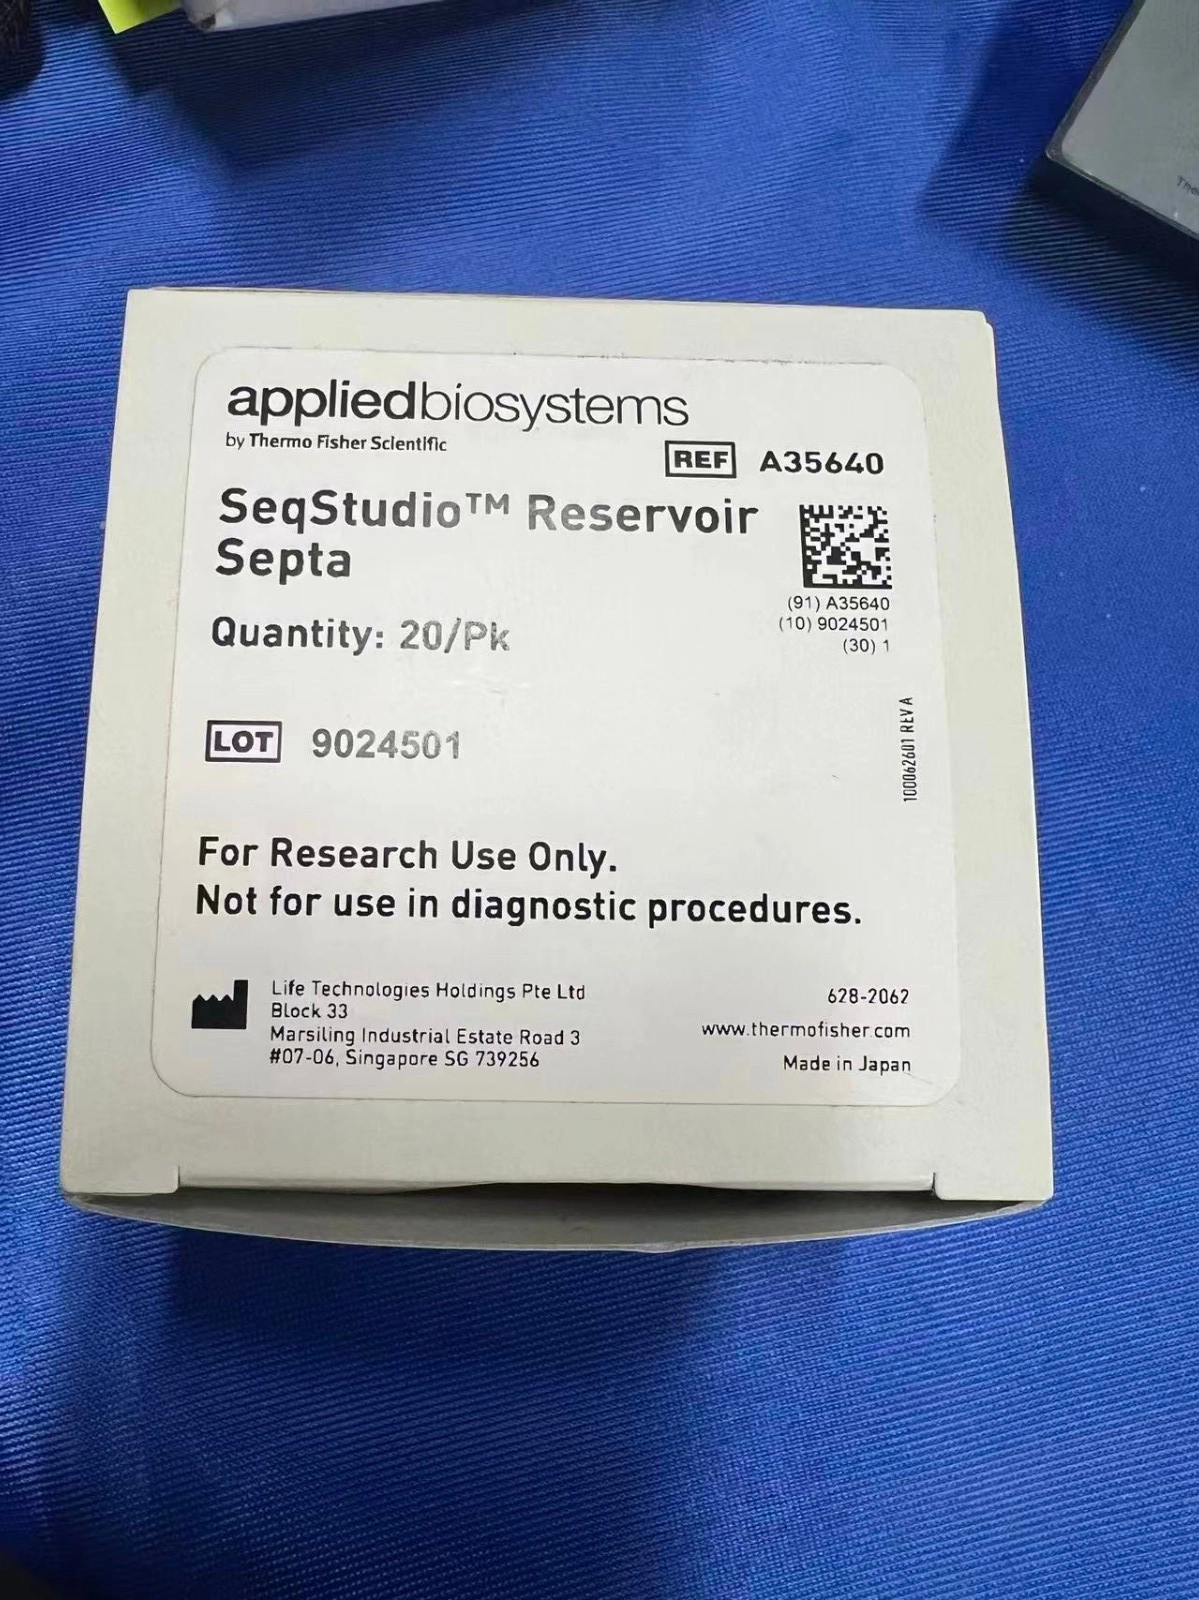 appliedbiosystems
by Thermo Fisher Scientific
REF A35640
SeqStudio™ Reservoir
Septa
(91) A35640
(10) 9024501
(30) 1
Quantity: 20/Pk
100062601 REV A
LOT 9024501
For Research Use Only.
Not for use in diagnostic procedures.
Life Technologies Holdings Pte Ltd
Block 33
Marsiling Industrial Estate Road 3
#07-06, Singapore SG 739256
628-2062
www.thermofisher.com
Made in Japan